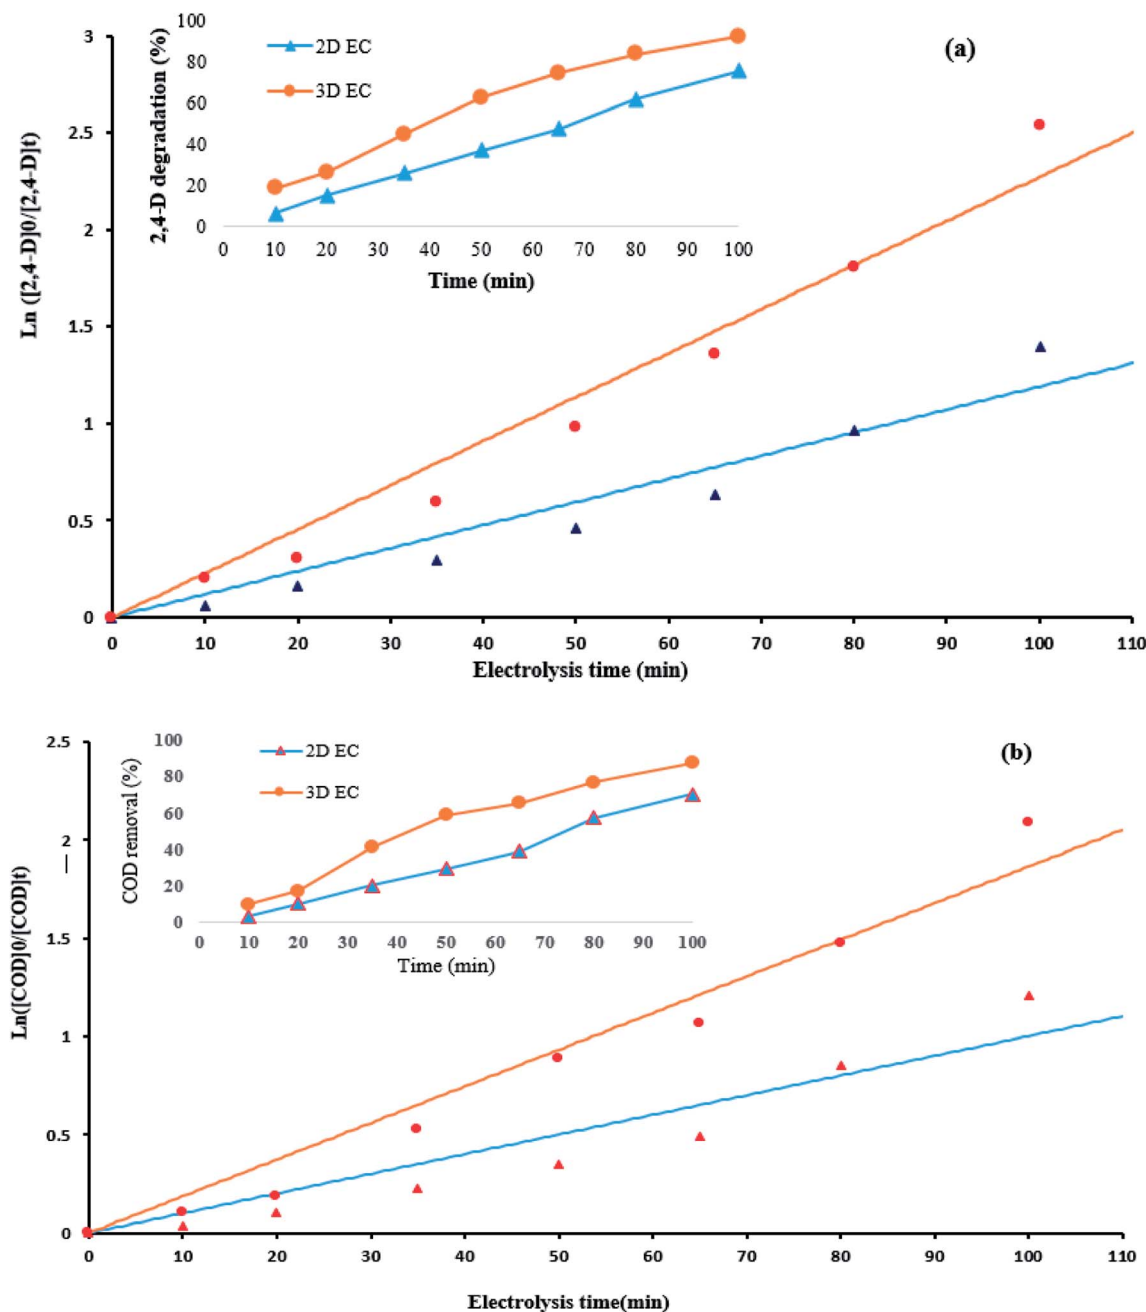 (a)
Ln ([2,4-D]0/[2,4-D]t)
3
2.5
2
1.5
1
0.5
0
0 10 20 30 40 50 60 70 80 90 100 110
Electrolysis time (min)
2,4-D degradation (%)
100
80
60
40
20
0
2D EC
3D EC
0 10 20 30 40 50 60 70 80 90 100
Time (min)
(b)
Ln([COD]0/[COD]t)
2.5
2
1.5
1
0.5
0
0 10 20 30 40 50 60 70 80 90 100 110
Electrolysis time(min)
COD removal (%)
100
80
60
40
20
0
2D EC
3D EC
0 10 20 30 40 50 60 70 80 90 100
Time (min)